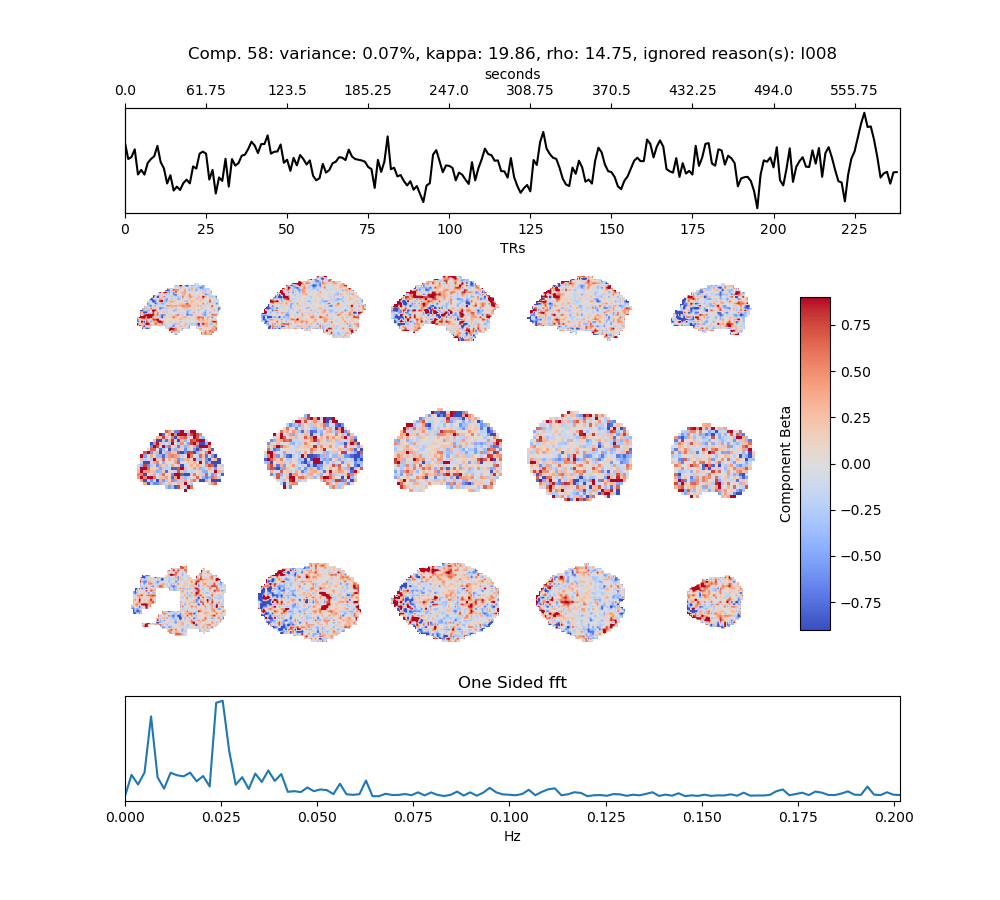 Comp. 58: variance: 0.07%, kappa: 19.86, rho: 14.75, ignored reason(s): I008
seconds
0.0 61.75 123.5 185.25 247.0 308.75 370.5 432.25 494.0 555.75
0 25 50 75 100 125 150 175 200 225
TRs
0.75
0.50
0.25
0.00
−0.25
−0.50
−0.75
Component Beta
One Sided fft
0.000 0.025 0.050 0.075 0.100 0.125 0.150 0.175 0.200
Hz